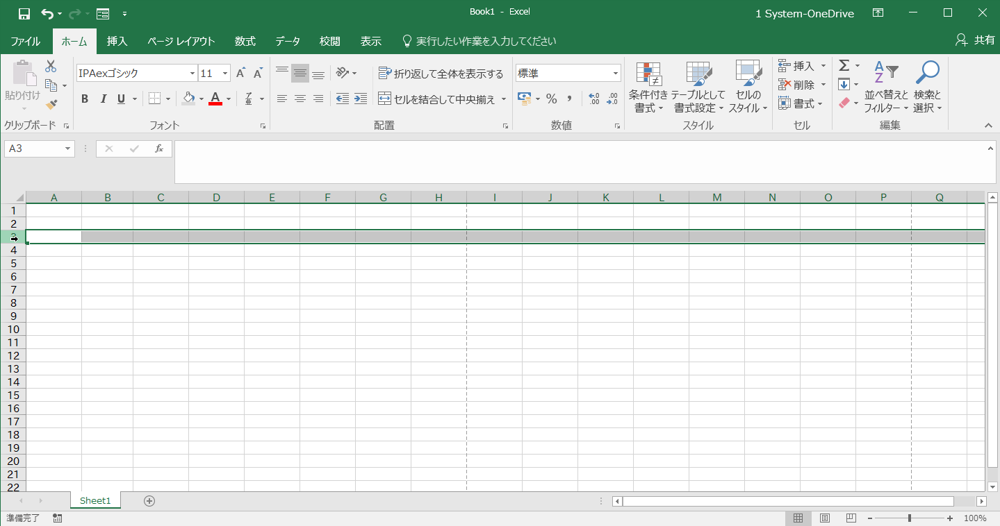 Book1 - Excel
1 System-OneDrive
ファイル ホーム 挿入 ページ レイアウト 数式 データ 校閲 表示 実行したい作業を入力してください 共有
貼り付け
クリップボード
IPAexゴシック 11
B I U
フォント
折り返して全体を表示する
セルを結合して中央揃え
配置
標準
% ,
数値
条件付き書式
テーブルとして書式設定
セルのスタイル
スタイル
挿入
削除
書式
セル
Σ
並べ替えとフィルター
検索と選択
編集
A3 fx
A B C D E F G H I J K L M N O P Q
1
2
3
4
5
6
7
8
9
10
11
12
13
14
15
16
17
18
19
20
21
22
Sheet1
準備完了 100%